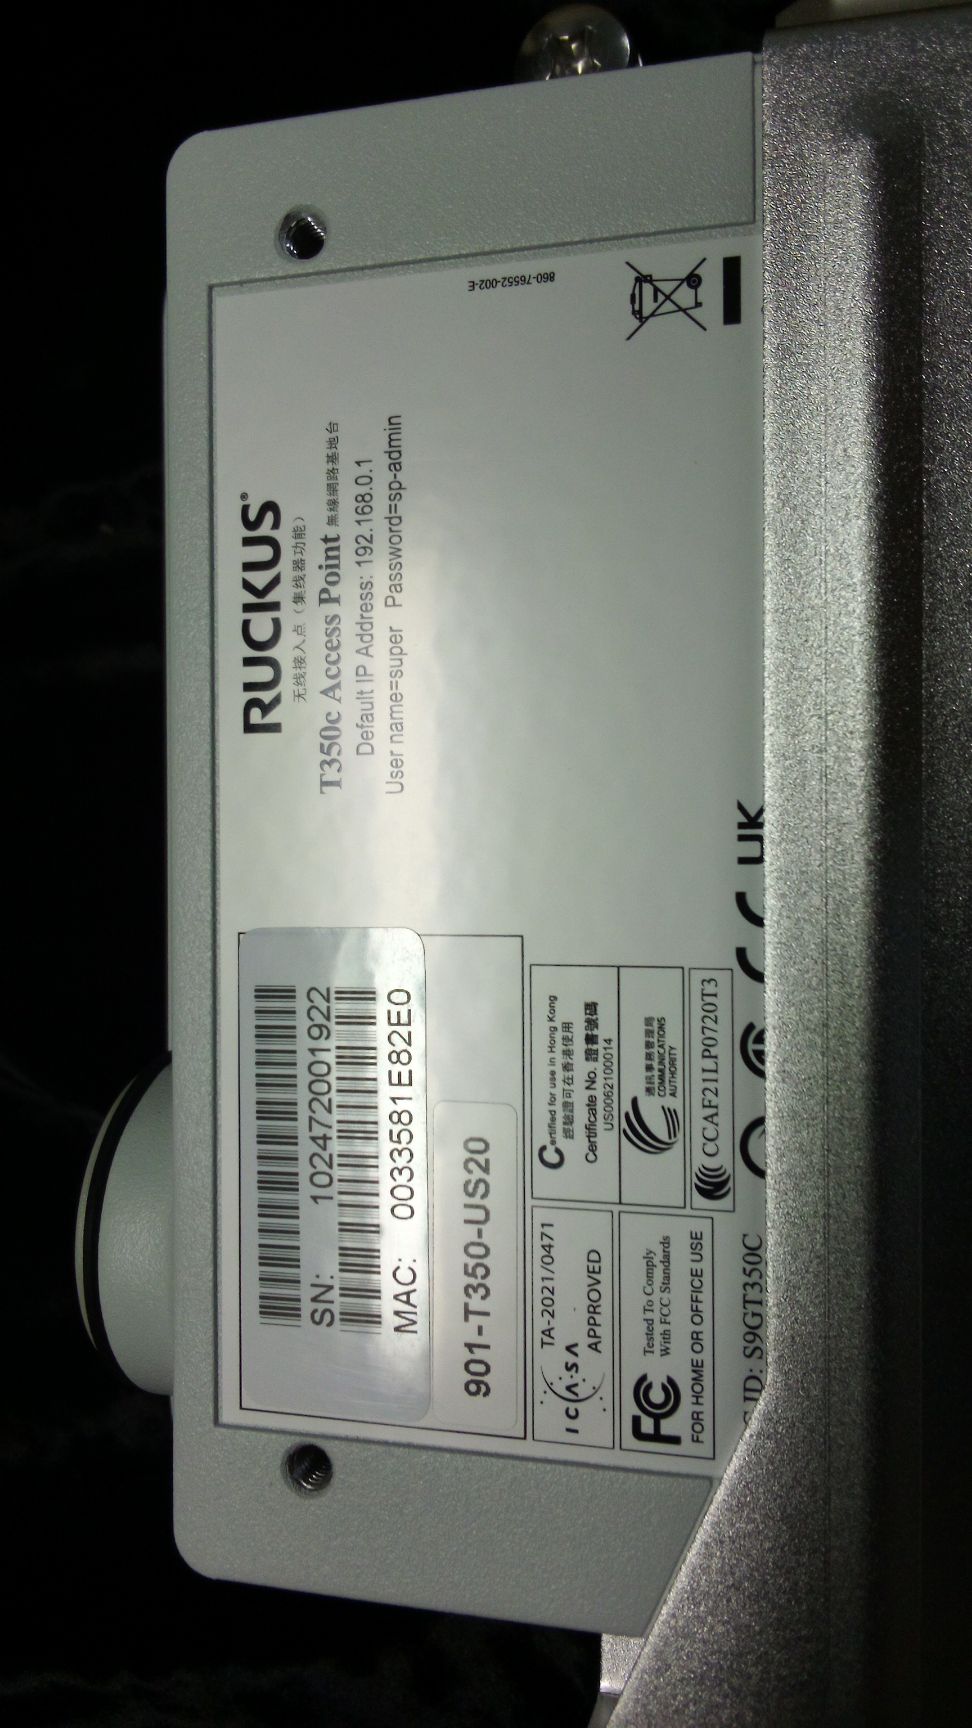 RUCKUS®
无线接入点（集线器功能）
T350c Access Point 無線網路基地台
Default IP Address: 192.168.0.1
User name=super Password=sp-admin
860-76552-002-E
SN: 102472001922
MAC: 0033581E82E0
901-T350-US20
ICASA
TA-2021/0471
APPROVED
Certified for use in Hong Kong
經驗證可在香港使用
Certificate No. 證書號碼
US0062100014
通訊事務管理局
COMMUNICATIONS
AUTHORITY
FC
Tested To Comply
With FCC Standards
FOR HOME OR OFFICE USE
CCAF21LP0720T3
ID: S9GT350C
UK